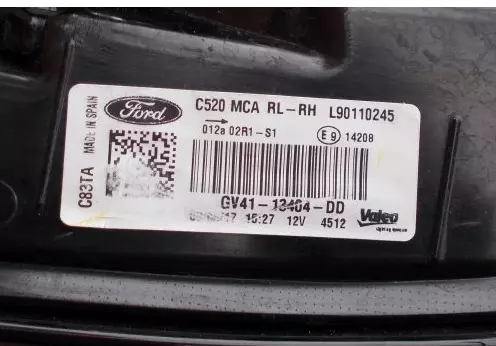 MADE IN SPAIN
CB3TA
Ford
C520 MCA RL-RH L90110245
012a 02R1-S1
E9 14208
GV41-13404-DD
15:27 12V 4512
Valeo